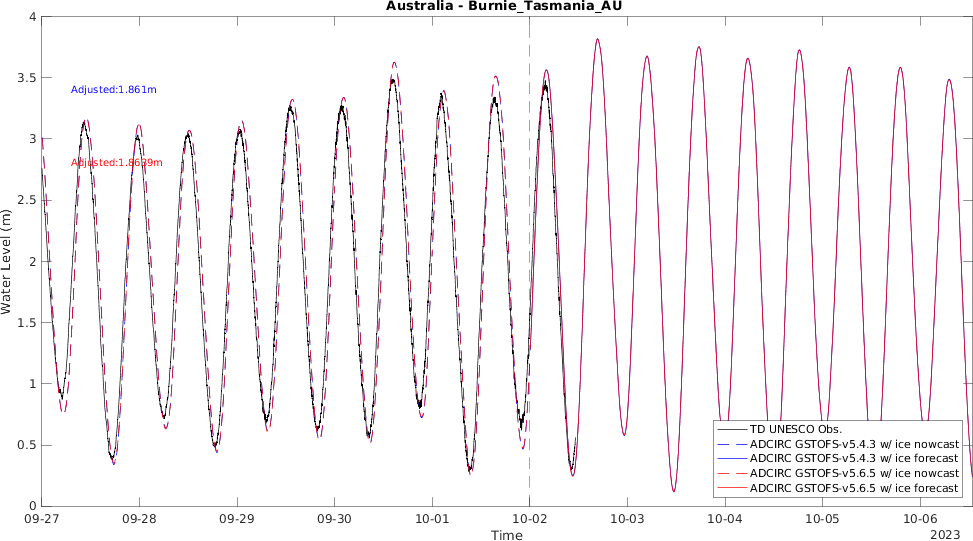 Australia - Burnie_Tasmania_AU
4
3.5
3
2.5
2
1.5
1
0.5
0
Water Level (m)
Adjusted:1.861m
Adjusted:1.8639m
TD UNESCO Obs.
ADCIRC GSTOFS-v5.4.3 w/ ice nowcast
ADCIRC GSTOFS-v5.4.3 w/ ice forecast
ADCIRC GSTOFS-v5.6.5 w/ ice nowcast
ADCIRC GSTOFS-v5.6.5 w/ ice forecast
09-27 09-28 09-29 09-30 10-01 10-02 10-03 10-04 10-05 10-06
Time
2023